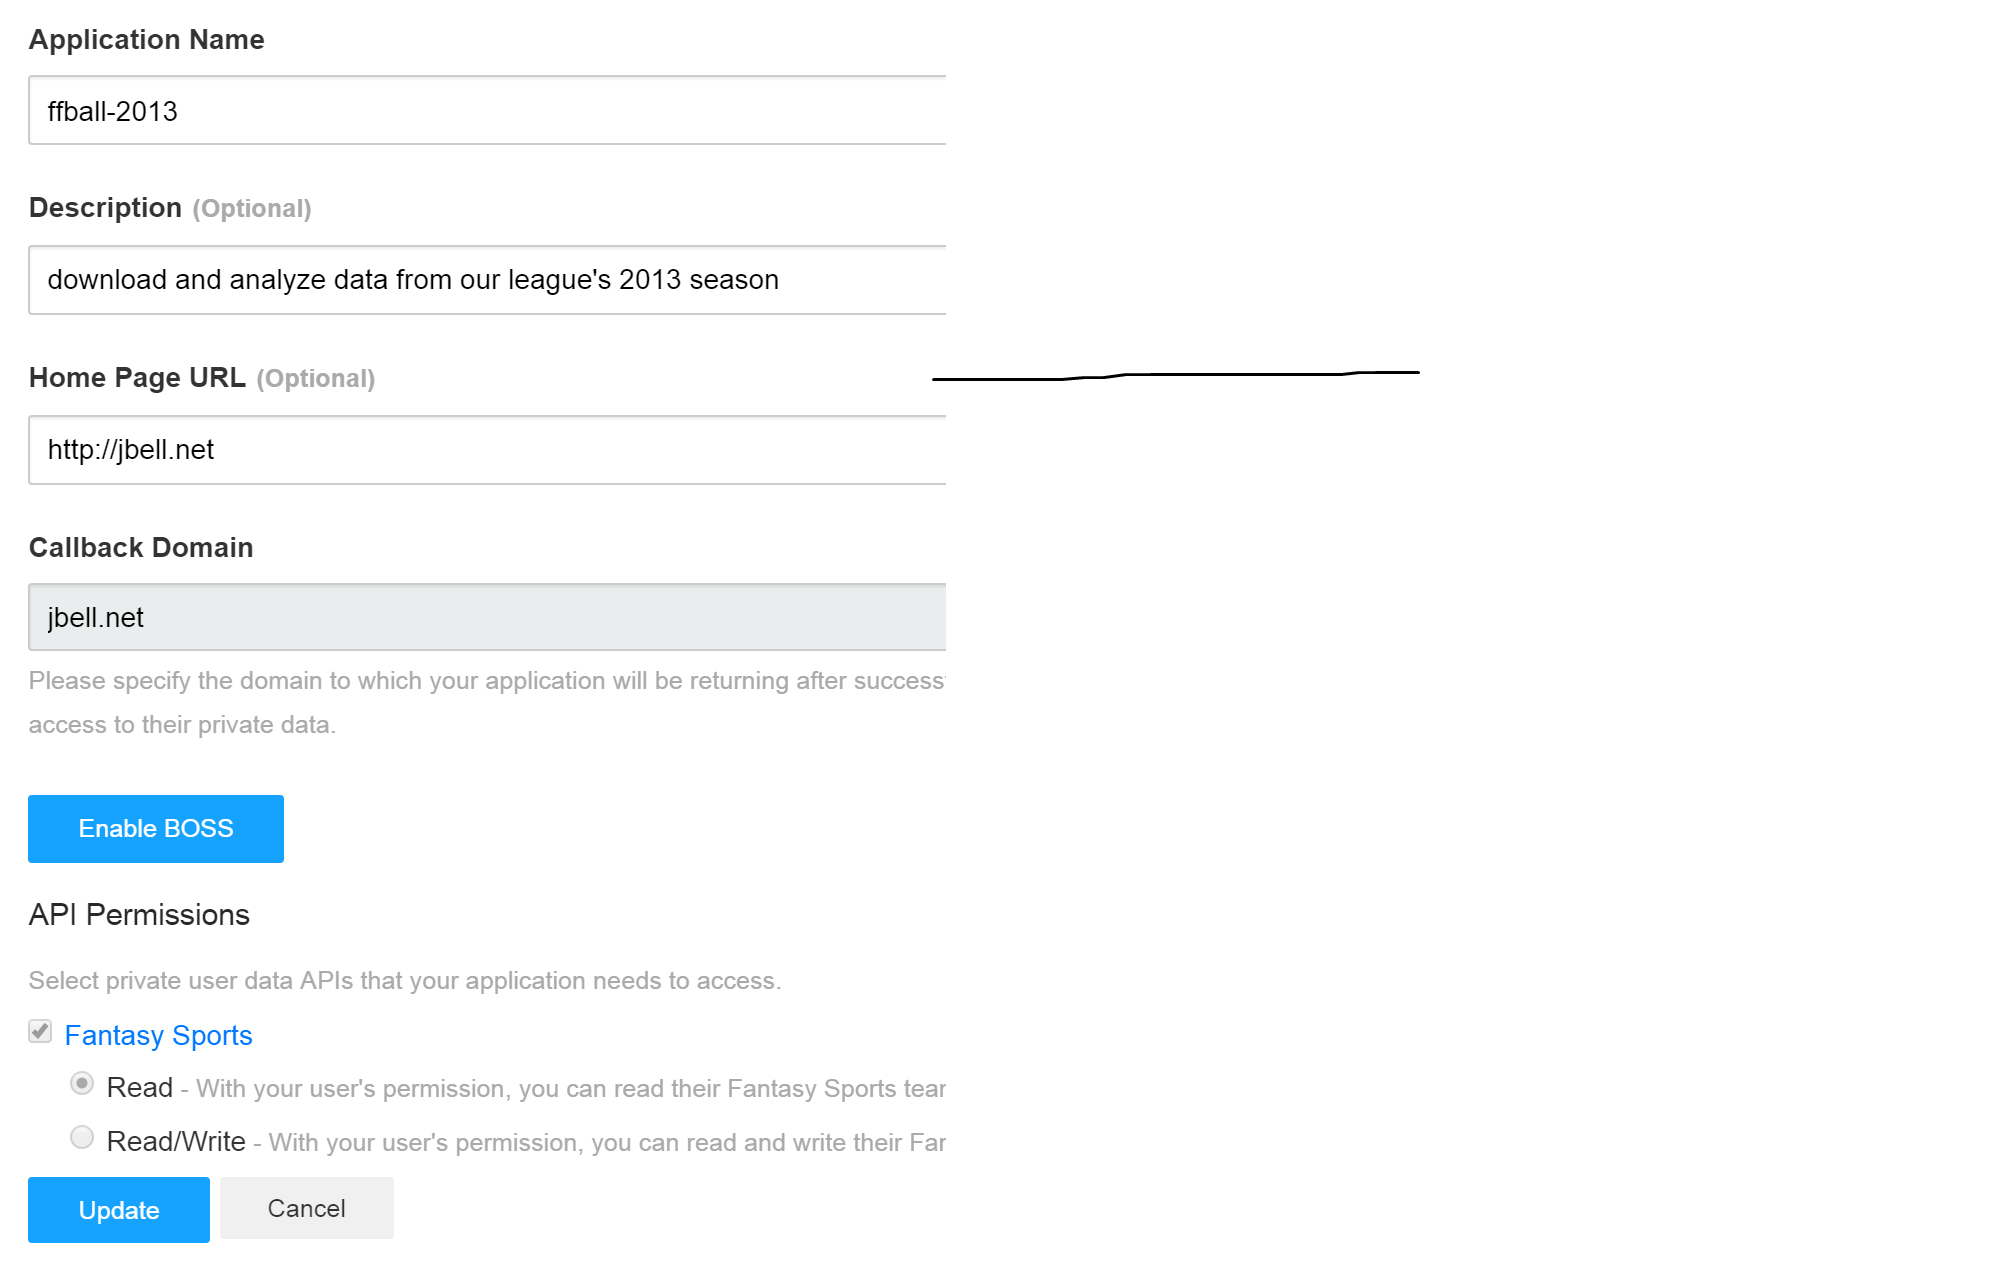 Application Name
ffball-2013
Description (Optional)
download and analyze data from our league's 2013 season
Home Page URL (Optional)
http://jbell.net
Callback Domain
jbell.net
Please specify the domain to which your application will be returning after
access to their private data.
Enable BOSS
API Permissions
Select private user data APIs that your application needs to access.
Fantasy Sports
Read - With your user's permission, you can read their Fantasy Sports
Read/Write - With your user's permission, you can read and write their
Update Cancel